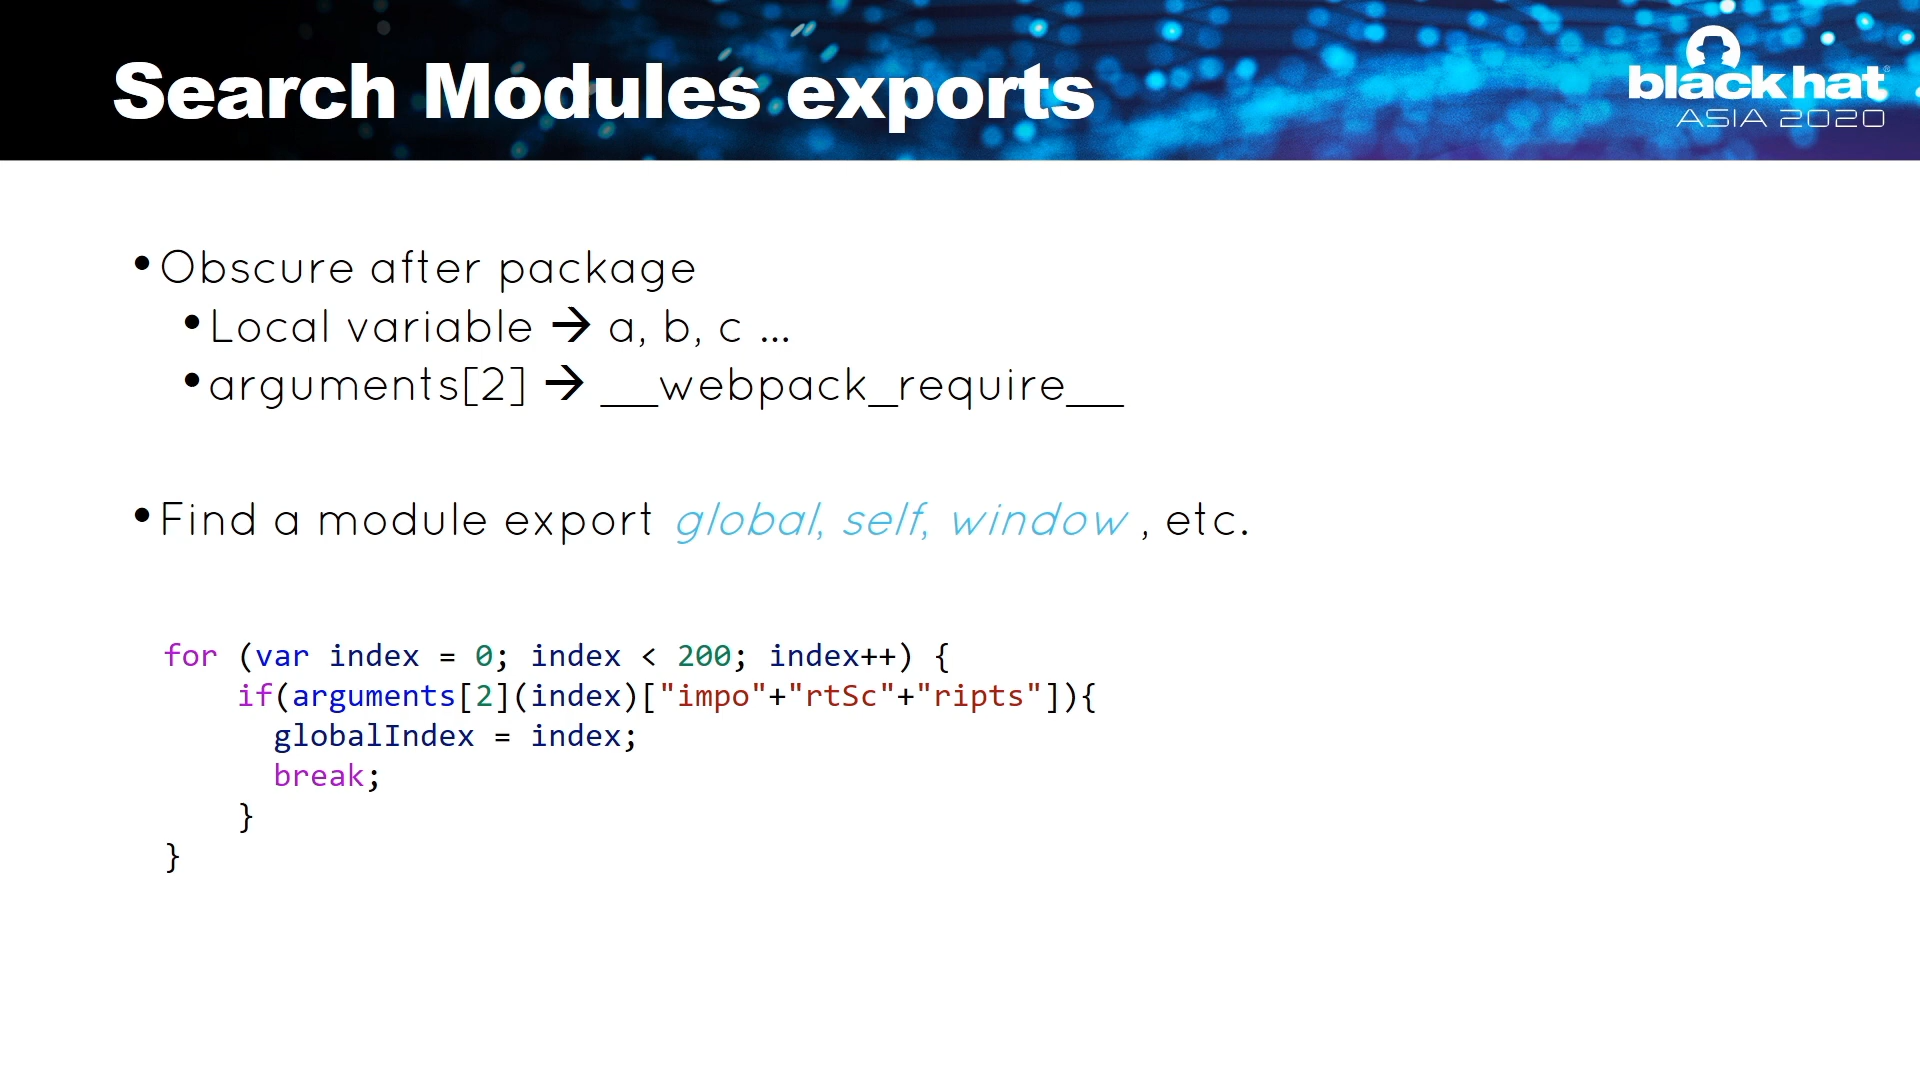 Search Modules exports
black hat®
ASIA 2020
•Obscure after package
•Local variable → a, b, c ...
•arguments[2] → __webpack_require__
•Find a module export global, self, window , etc.
for (var index = 0; index < 200; index++) {
    if(arguments[2](index)["impo"+"rtSc"+"ripts"]){
      globalIndex = index;
      break;
    }
}